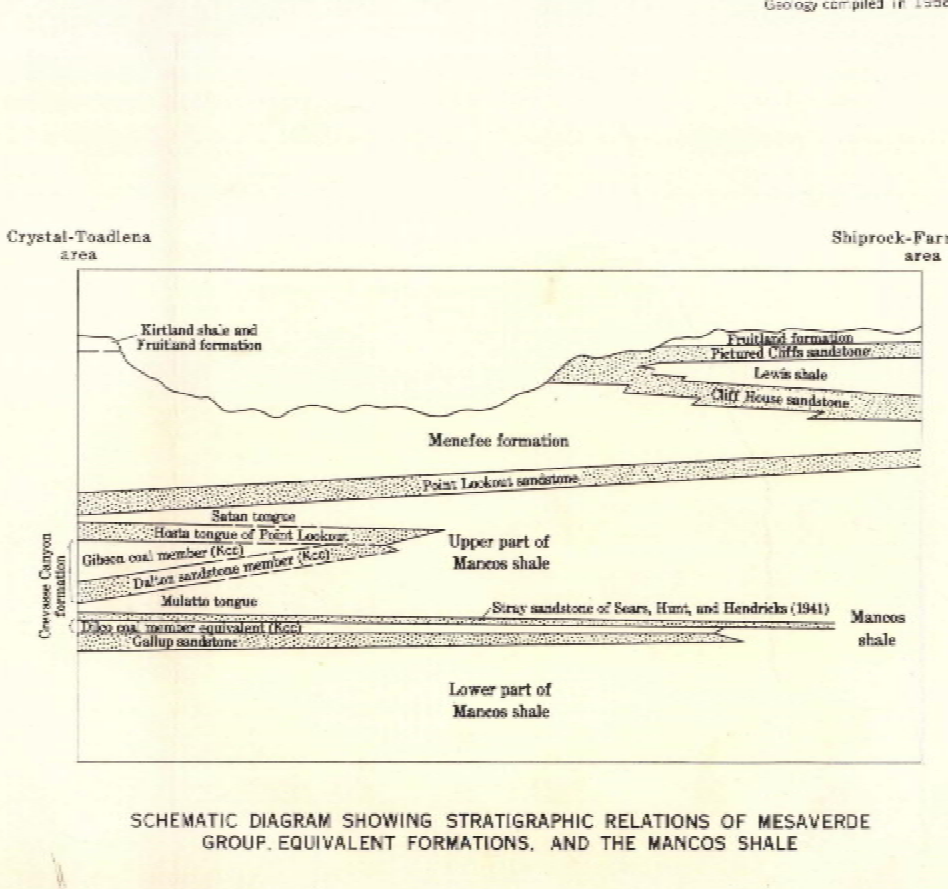 Geology compiled in
Crystal-Toadlena
area
Shiprock-Farm
area
Kirtland shale and
Fruitland formation
Fruitland formation
Pictured Cliffs sandstone
Lewis shale
Cliff House sandstone
Menefee formation
Point Lookout sandstone
Satan tongue
Hosta tongue of Point Lookout
Gibson coal member (Kcc)
Dalton sandstone member (Kcc)
Upper part of
Mancos shale
Crevasse Canyon
formation
Mulatto tongue
Stray sandstone of Sears, Hunt, and Hendricks (1941)
Dilco coal member equivalent (Kcc)
Gallup sandstone
Mancos
shale
Lower part of
Mancos shale
SCHEMATIC DIAGRAM SHOWING STRATIGRAPHIC RELATIONS OF MESAVERDE
GROUP, EQUIVALENT FORMATIONS, AND THE MANCOS SHALE